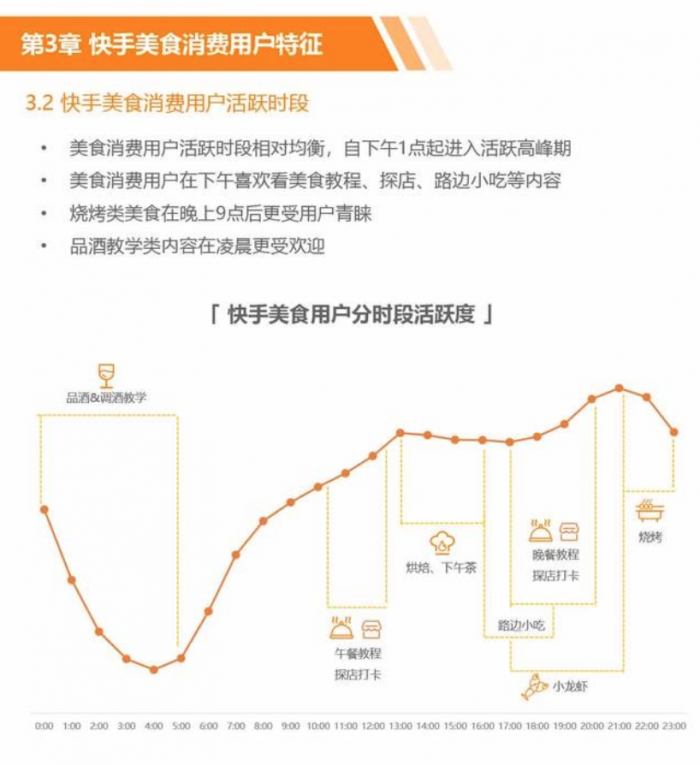 第3章 快手美食消费用户特征
3.2 快手美食消费用户活跃时段
• 美食消费用户活跃时段相对均衡，自下午1点起进入活跃高峰期
• 美食消费用户在下午喜欢看美食教程、探店、路边小吃等内容
• 烧烤类美食在晚上9点后更受用户青睐
• 品酒教学类内容在凌晨更受欢迎
「 快手美食用户分时段活跃度 」
品酒&调酒教学
烧烤
晚餐教程
探店打卡
烘焙、下午茶
路边小吃
午餐教程
探店打卡
小龙虾
0:00 1:00 2:00 3:00 4:00 5:00 6:00 7:00 8:00 9:00 10:00 11:00 12:00 13:00 14:00 15:00 16:00 17:00 18:00 19:00 20:00 21:00 22:00 23:00